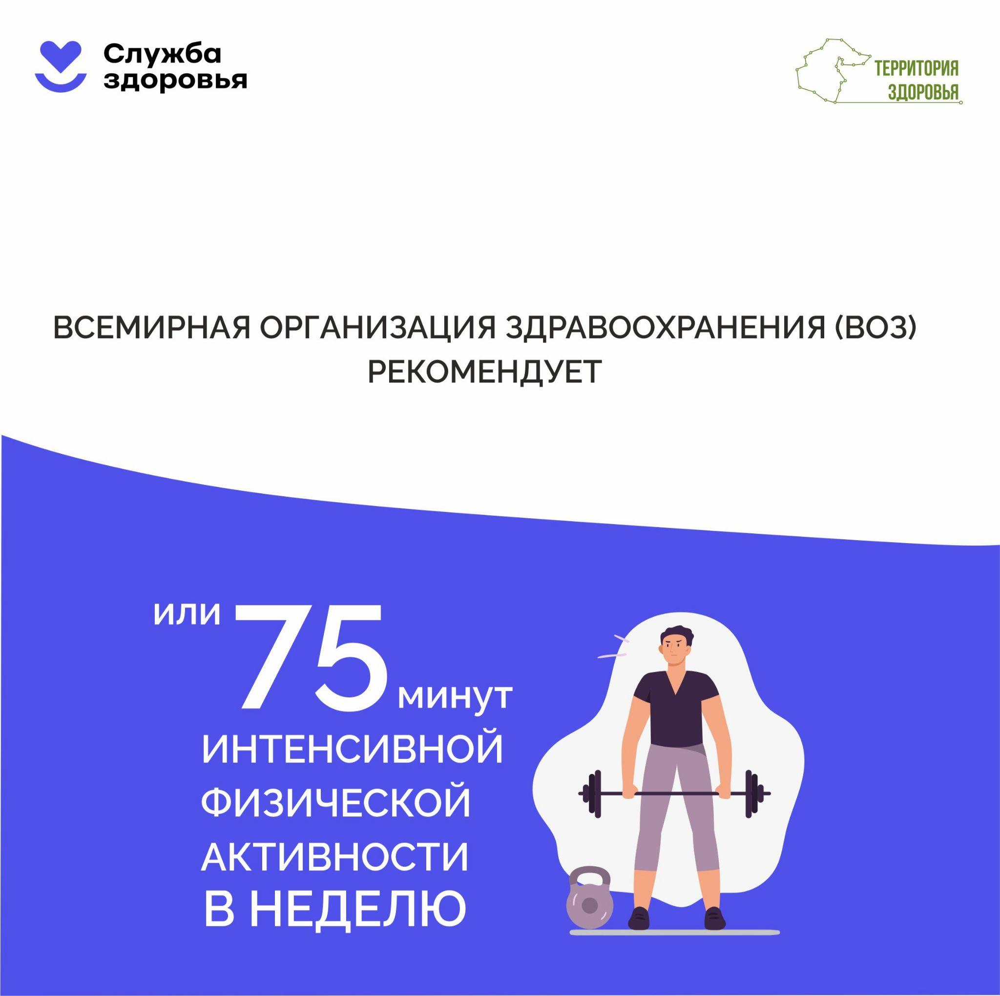 Служба
здоровья
ТЕРРИТОРИЯ
ЗДОРОВЬЯ
ВСЕМИРНАЯ ОРГАНИЗАЦИЯ ЗДРАВООХРАНЕНИЯ (ВОЗ)
РЕКОМЕНДУЕТ
или 75 минут
ИНТЕНСИВНОЙ
ФИЗИЧЕСКОЙ
АКТИВНОСТИ
В НЕДЕЛЮ